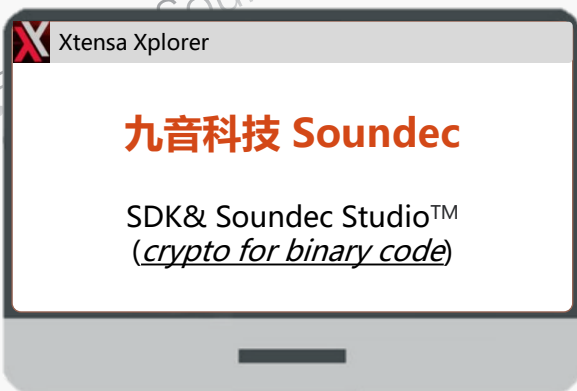 Xtensa Xplorer
九音科技 Soundec
SDK& Soundec Studio™
(crypto for binary code)